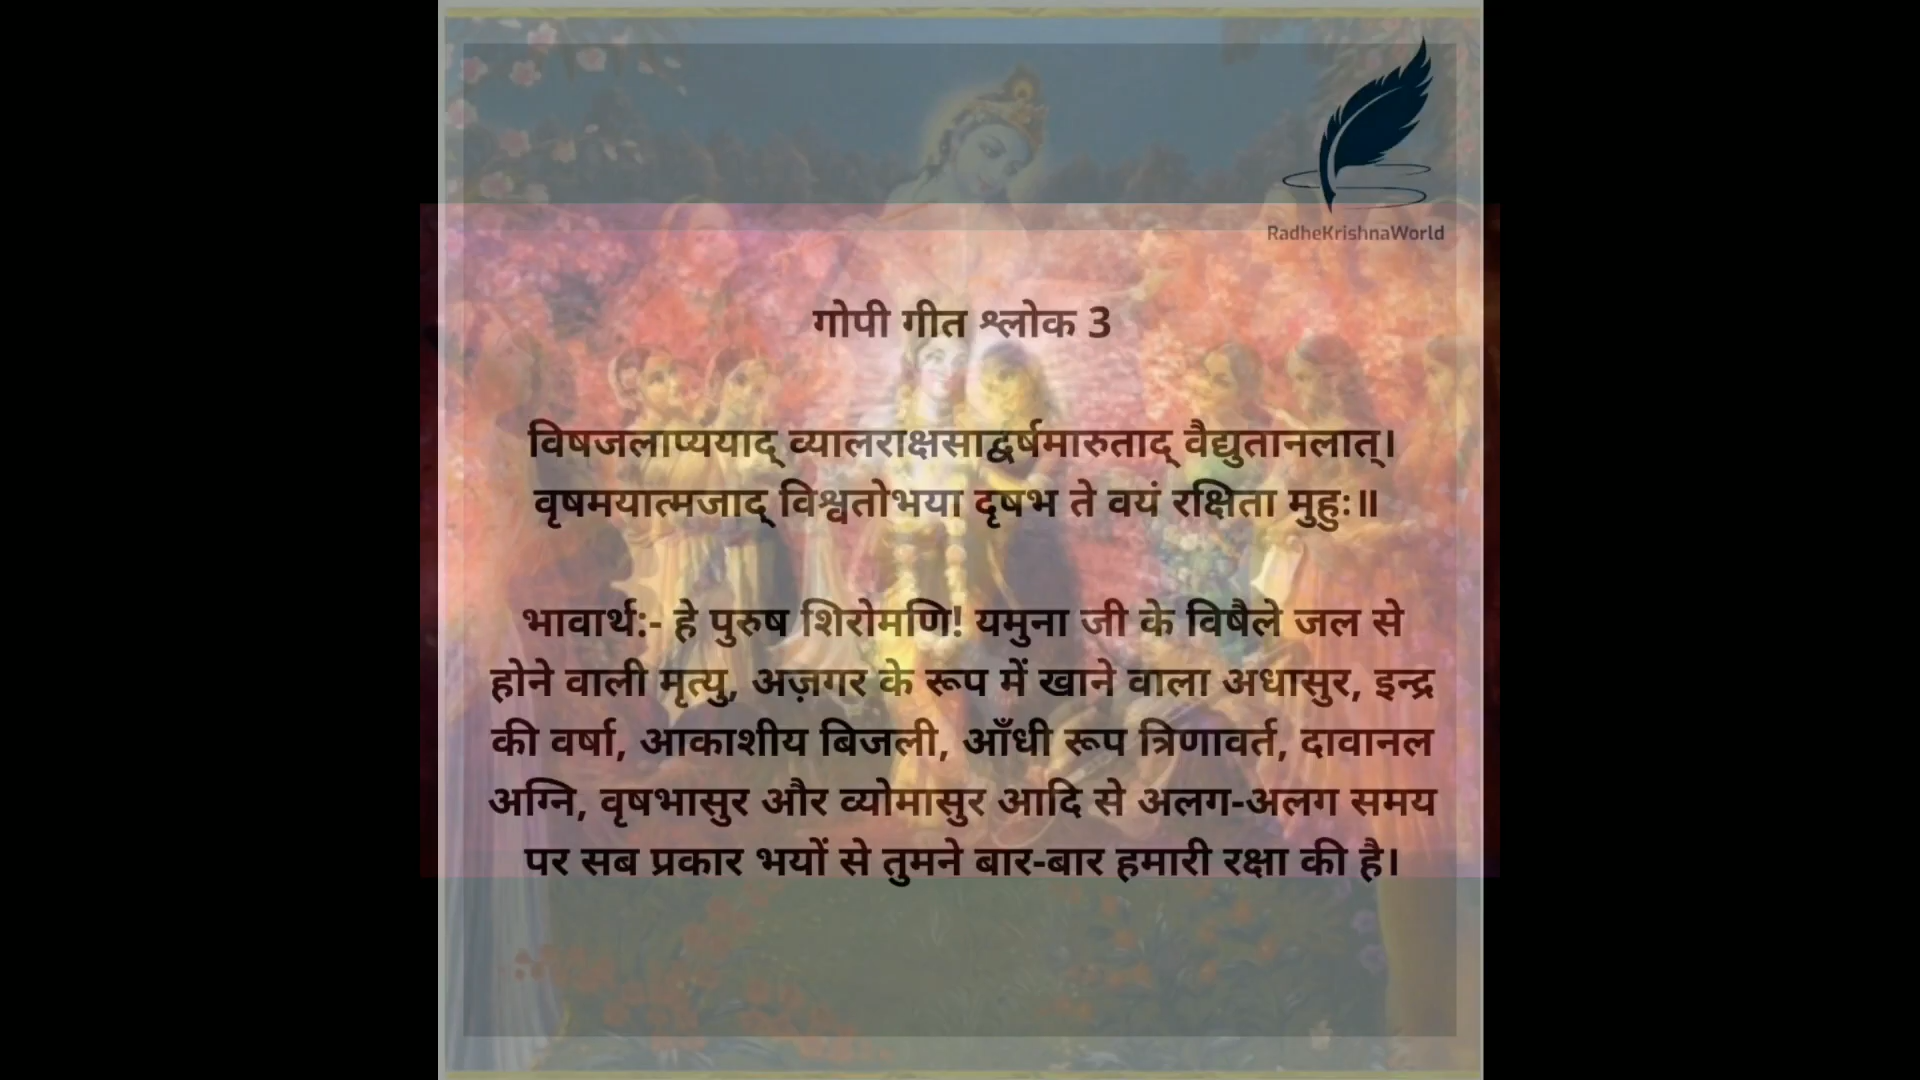 RadheKrishnaWorld
गोपी गीत श्लोक 3
विषजलाप्ययाद् व्यालराक्षसाद्वर्षमारुताद् वैद्युतानलात्।
वृषमयात्मजाद् विश्वतोभया दृषभ ते वयं रक्षिता मुहुः॥
भावार्थ:- हे पुरुष शिरोमणि! यमुना जी के विषैले जल से
होने वाली मृत्यु, अज़गर के रूप में खाने वाला अधासुर, इन्द्र
की वर्षा, आकाशीय बिजली, आँधी रूप त्रिणावर्त, दावानल
अग्नि, वृषभासुर और व्योमासुर आदि से अलग-अलग समय
पर सब प्रकार भयों से तुमने बार-बार हमारी रक्षा की है।